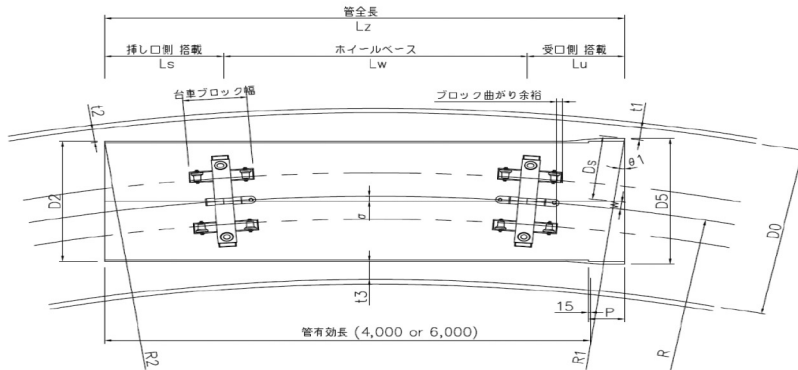 管全長
Lz
挿し口側 搭載
ホイールベース
受口側 搭載
Ls
Lw
Lu
台車ブロック幅
ブロック曲がり余裕
t2
t1
Ds
θ1
D2
D5
w
D0
t3
15
P
管有効長 (4,000 or 6,000)
R2
R1
R